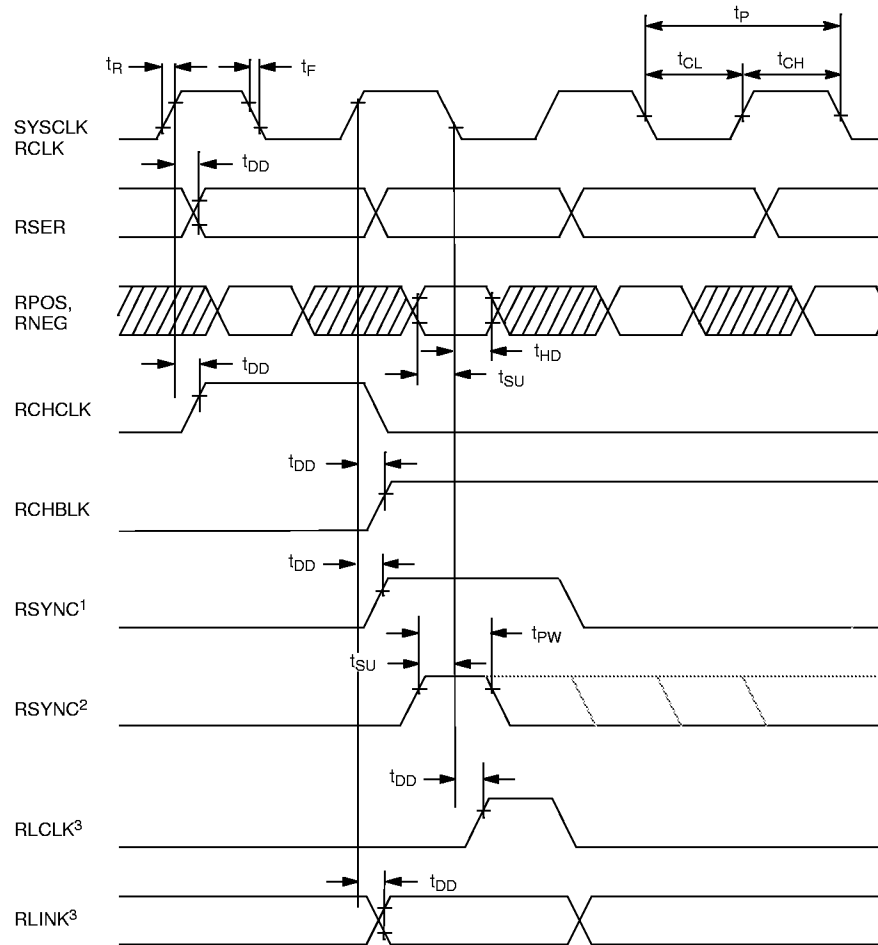 tP
tR
tF
tCL
tCH
SYSCLK
RCLK
tDD
RSER
RPOS,
RNEG
tHD
tSU
tDD
RCHCLK
tDD
RCHBLK
tDD
RSYNC¹
tPW
tSU
RSYNC²
tDD
RLCLK³
tDD
RLINK³